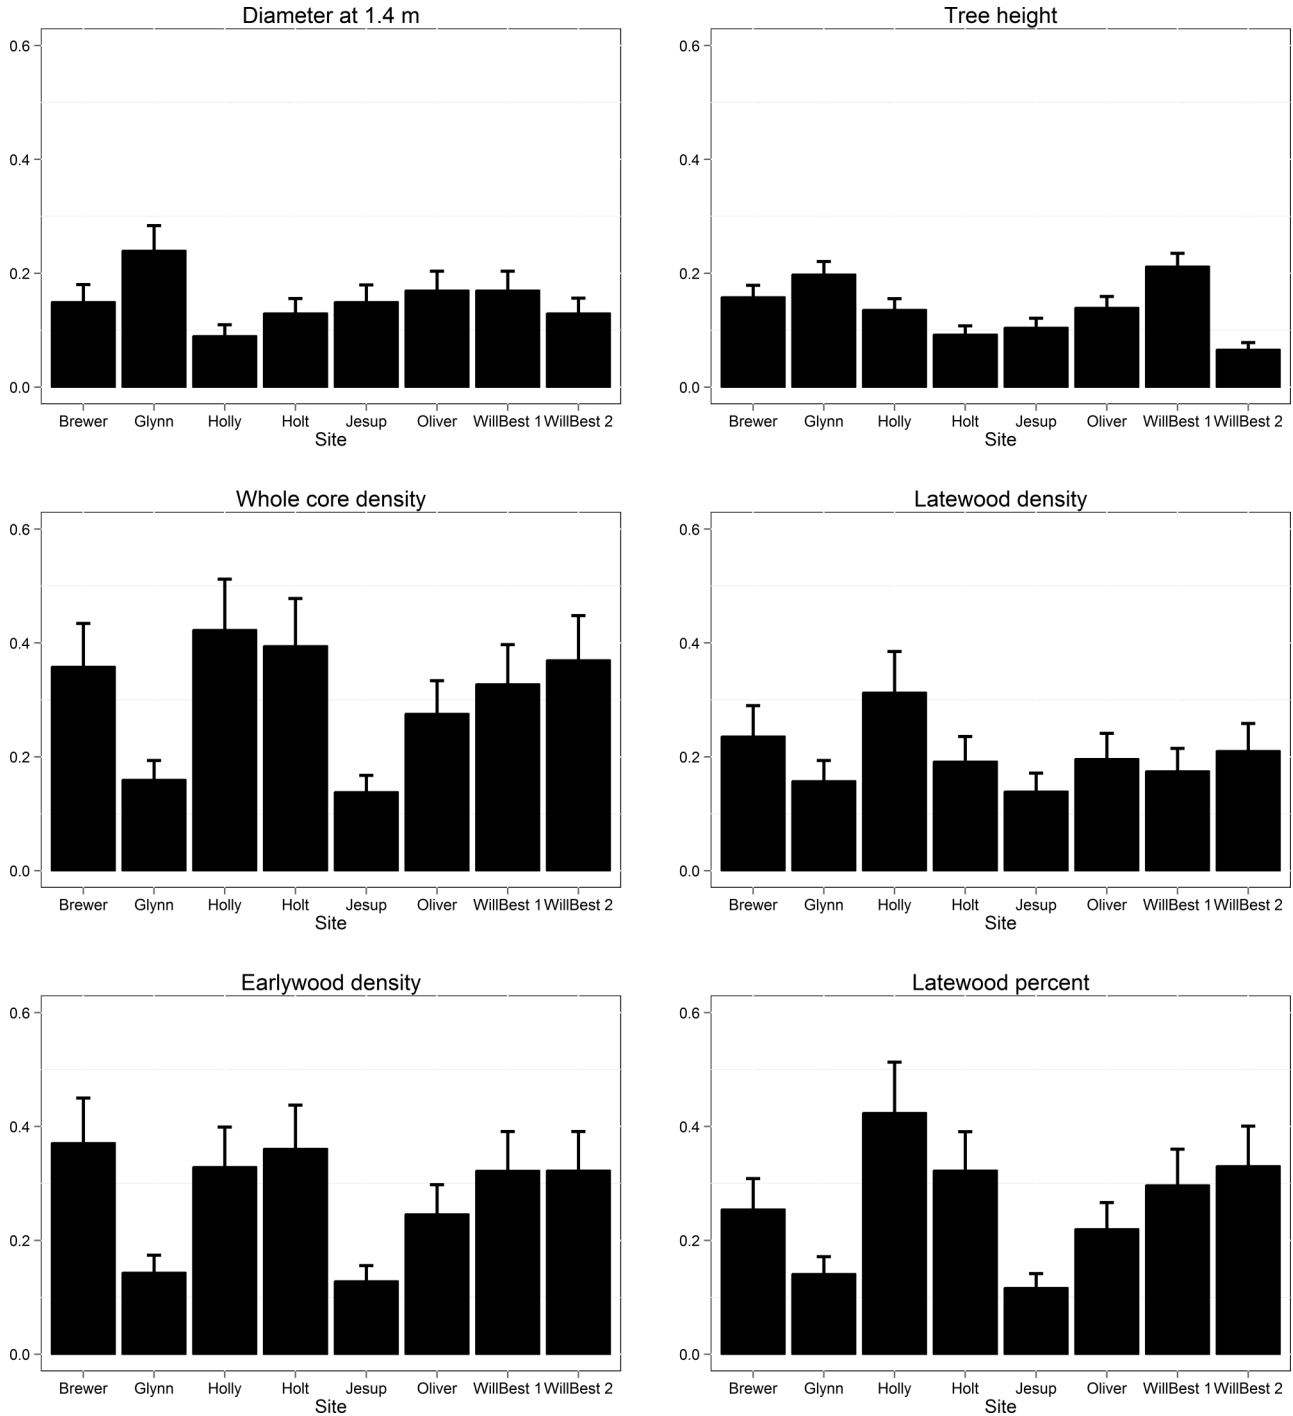 Diameter at 1.4 m
0.6
0.4
0.2
0.0
Brewer Glynn Holly Holt Jesup Oliver WillBest 1 WillBest 2
Site
Tree height
0.6
0.4
0.2
0.0
Brewer Glynn Holly Holt Jesup Oliver WillBest 1 WillBest 2
Site
Whole core density
0.6
0.4
0.2
0.0
Brewer Glynn Holly Holt Jesup Oliver WillBest 1 WillBest 2
Site
Latewood density
0.6
0.4
0.2
0.0
Brewer Glynn Holly Holt Jesup Oliver WillBest 1 WillBest 2
Site
Earlywood density
0.6
0.4
0.2
0.0
Brewer Glynn Holly Holt Jesup Oliver WillBest 1 WillBest 2
Site
Latewood percent
0.6
0.4
0.2
0.0
Brewer Glynn Holly Holt Jesup Oliver WillBest 1 WillBest 2
Site